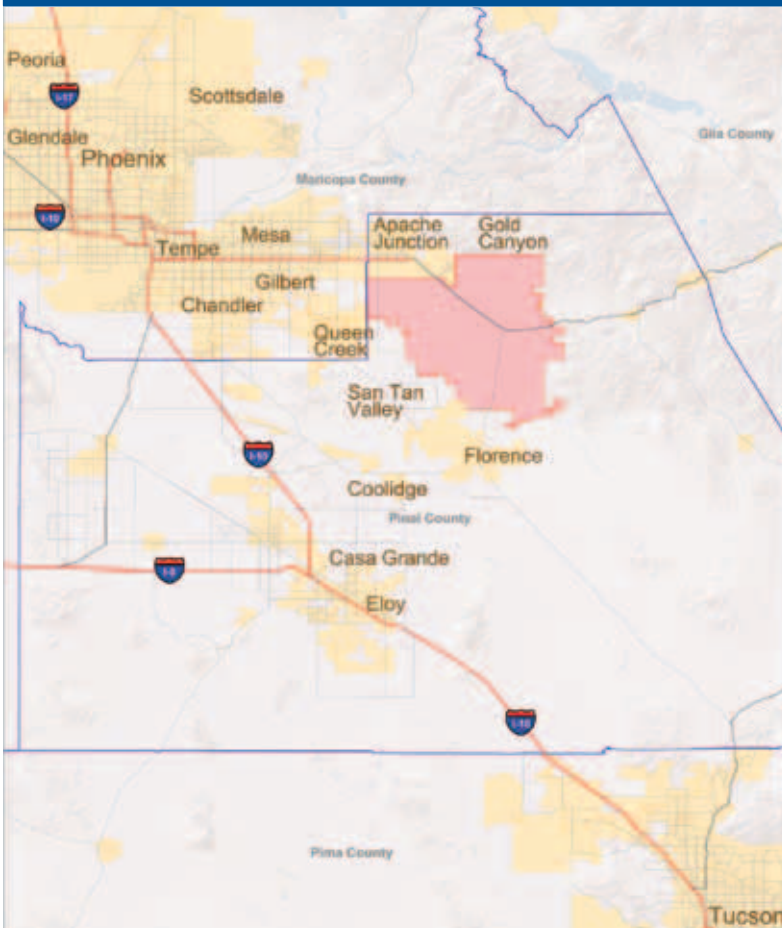 Peoria
I-17
Scottsdale
Glendale
Gila County
Phoenix
Maricopa County
I-10
Apache
Junction
Gold
Canyon
Mesa
Tempe
Gilbert
Chandler
Queen
Creek
San Tan
Valley
I-10
Florence
Coolidge
Pinal County
Casa Grande
I-8
Eloy
I-10
Pima County
Tucson